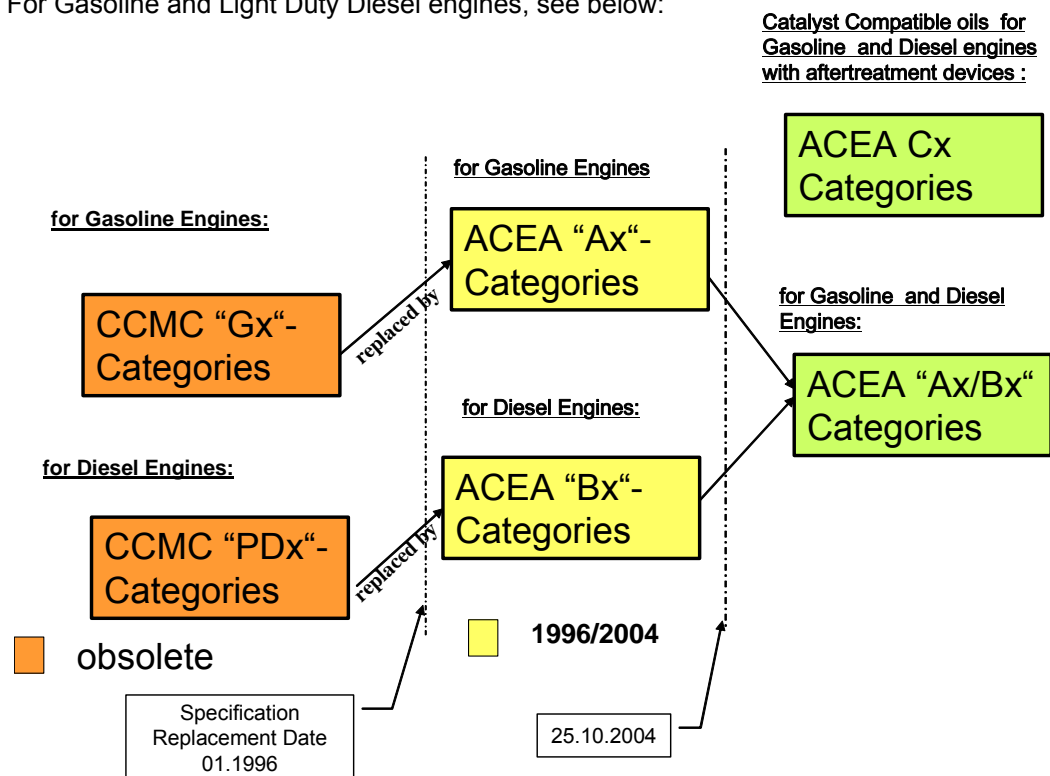 For Gasoline and Light Duty Diesel engines, see below:
Catalyst Compatible oils for
Gasoline and Diesel engines
with aftertreatment devices :
ACEA Cx
Categories
for Gasoline Engines
for Gasoline Engines:
ACEA “Ax“-
Categories
for Gasoline and Diesel
Engines:
CCMC “Gx“-
Categories
replaced by
ACEA “Ax/Bx“
Categories
for Diesel Engines:
for Diesel Engines:
ACEA “Bx“-
Categories
CCMC “PDx“-
Categories
replaced by
obsolete
1996/2004
Specification
Replacement Date
01.1996
25.10.2004